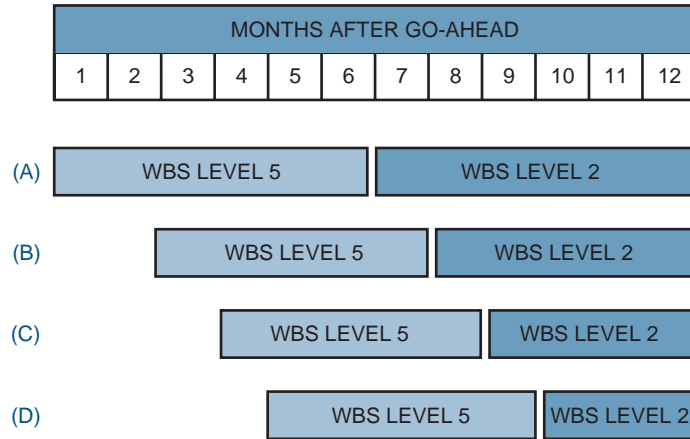 MONTHS AFTER GO-AHEAD
1 2 3 4 5 6 7 8 9 10 11 12
(A) WBS LEVEL 5 WBS LEVEL 2
(B) WBS LEVEL 5 WBS LEVEL 2
(C) WBS LEVEL 5 WBS LEVEL 2
(D) WBS LEVEL 5 WBS LEVEL 2